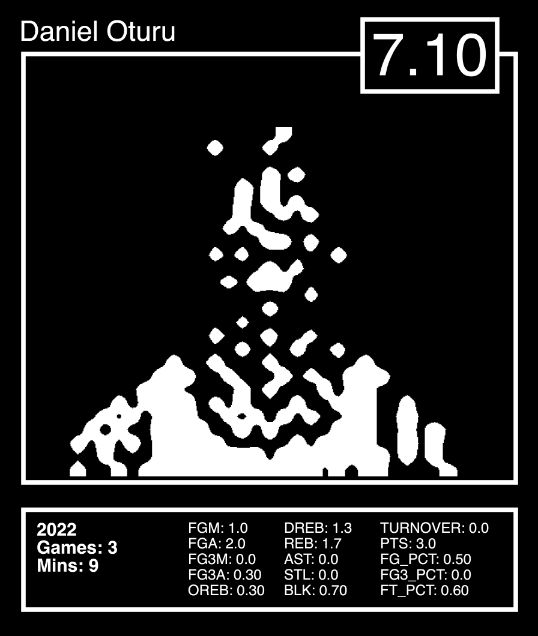 Daniel Oturu
7.10
2022
Games: 3
Mins: 9
FGM: 1.0
FGA: 2.0
FG3M: 0.0
FG3A: 0.30
OREB: 0.30
DREB: 1.3
REB: 1.7
AST: 0.0
STL: 0.0
BLK: 0.70
TURNOVER: 0.0
PTS: 3.0
FG_PCT: 0.50
FG3_PCT: 0.0
FT_PCT: 0.60